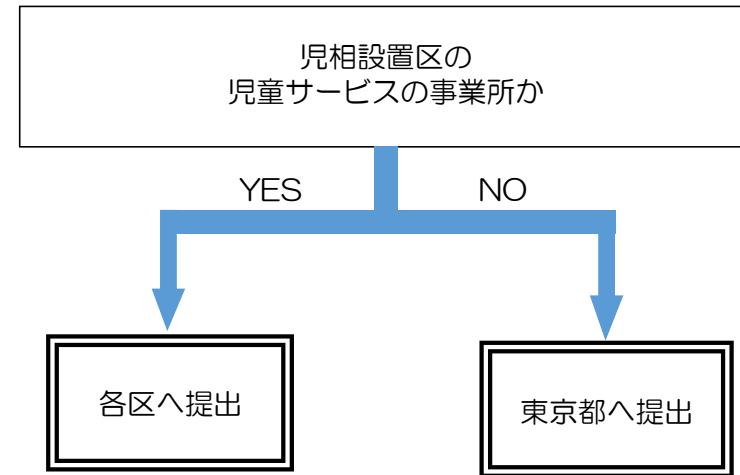 児相設置区の
児童サービスの事業所か
YES
NO
各区へ提出
東京都へ提出